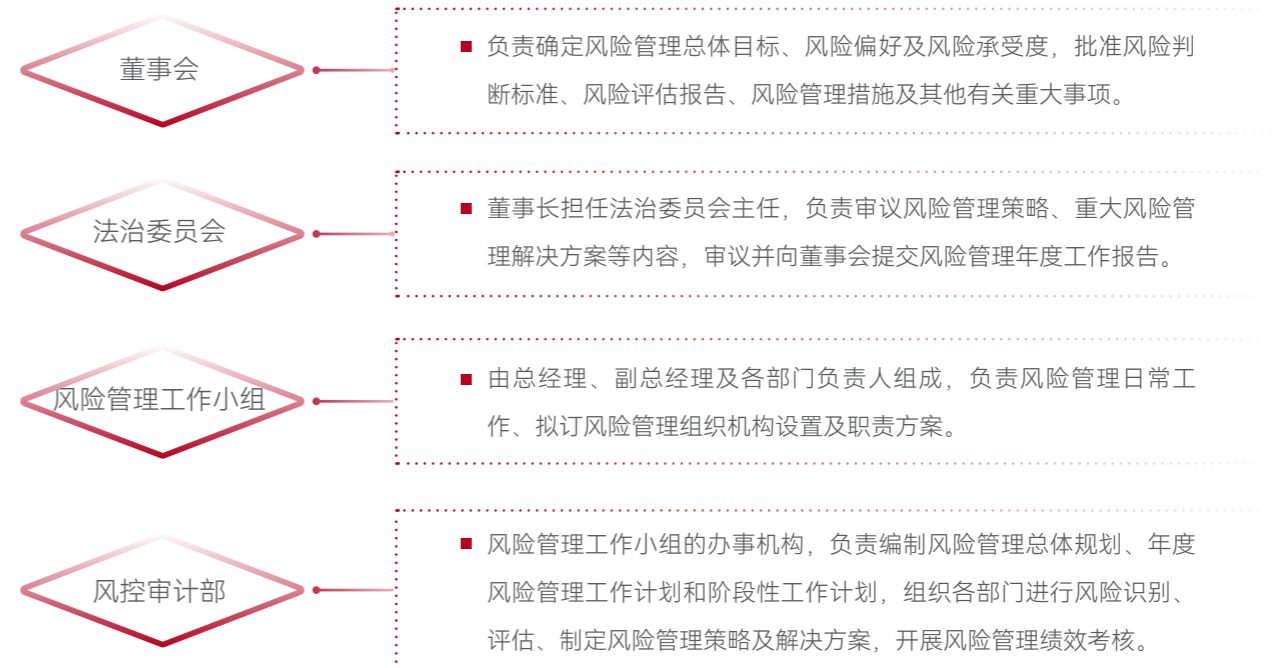 董事会
负责确定风险管理总体目标、风险偏好及风险承受度，批准风险判
断标准、风险评估报告、风险管理措施及其他有关重大事项。
法治委员会
董事长担任法治委员会主任，负责审议风险管理策略、重大风险管
理解决方案等内容，审议并向董事会提交风险管理年度工作报告。
风险管理工作小组
由总经理、副总经理及各部门负责人组成，负责风险管理日常工
作、拟订风险管理组织机构设置及职责方案。
风控审计部
风险管理工作小组的办事机构，负责编制风险管理总体规划、年度
风险管理工作计划和阶段性工作计划，组织各部门进行风险识别、
评估、制定风险管理策略及解决方案，开展风险管理绩效考核。